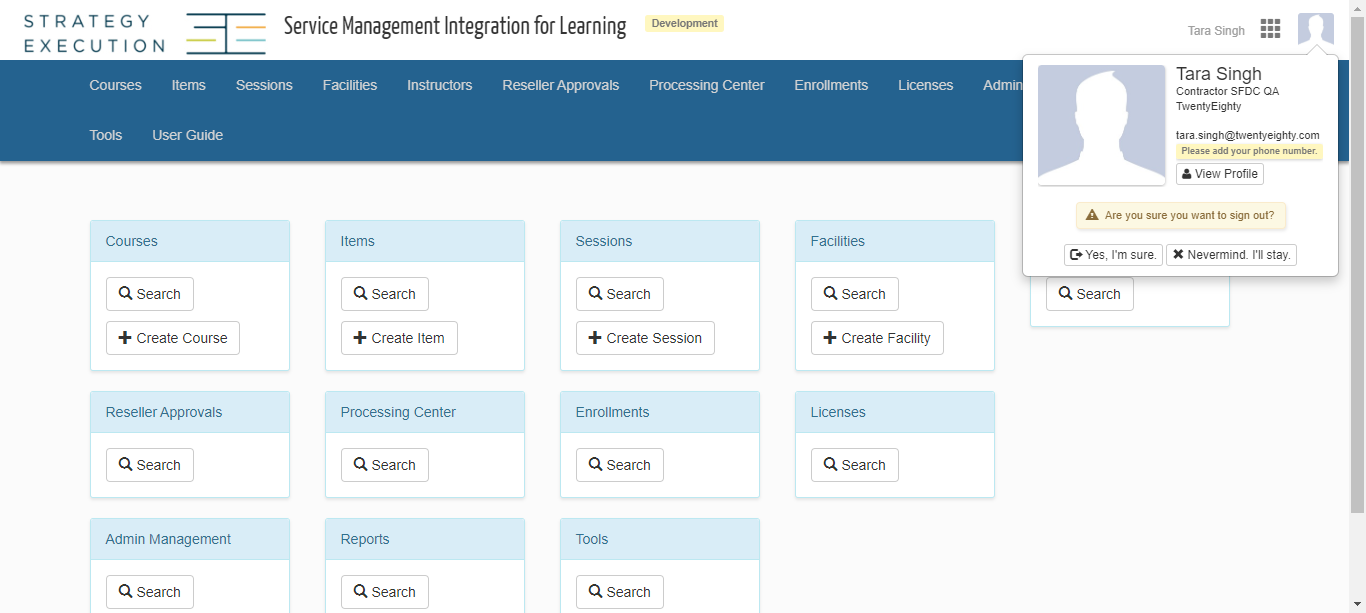 STRATEGY
EXECUTION
Service Management Integration for Learning
Development
Tara Singh
Courses Items Sessions Facilities Instructors Reseller Approvals Processing Center Enrollments Licenses Admin
Tools User Guide
Tara Singh
Contractor SFDC QA
TwentyEighty
tara.singh@twentyeighty.com
Please add your phone number.
View Profile
Are you sure you want to sign out?
Yes, I'm sure. Nevermind. I'll stay.
Courses Items Sessions Facilities
Search Search Search Search Search
Create Course Create Item Create Session Create Facility
Reseller Approvals Processing Center Enrollments Licenses
Search Search Search Search
Admin Management Reports Tools
Search Search Search